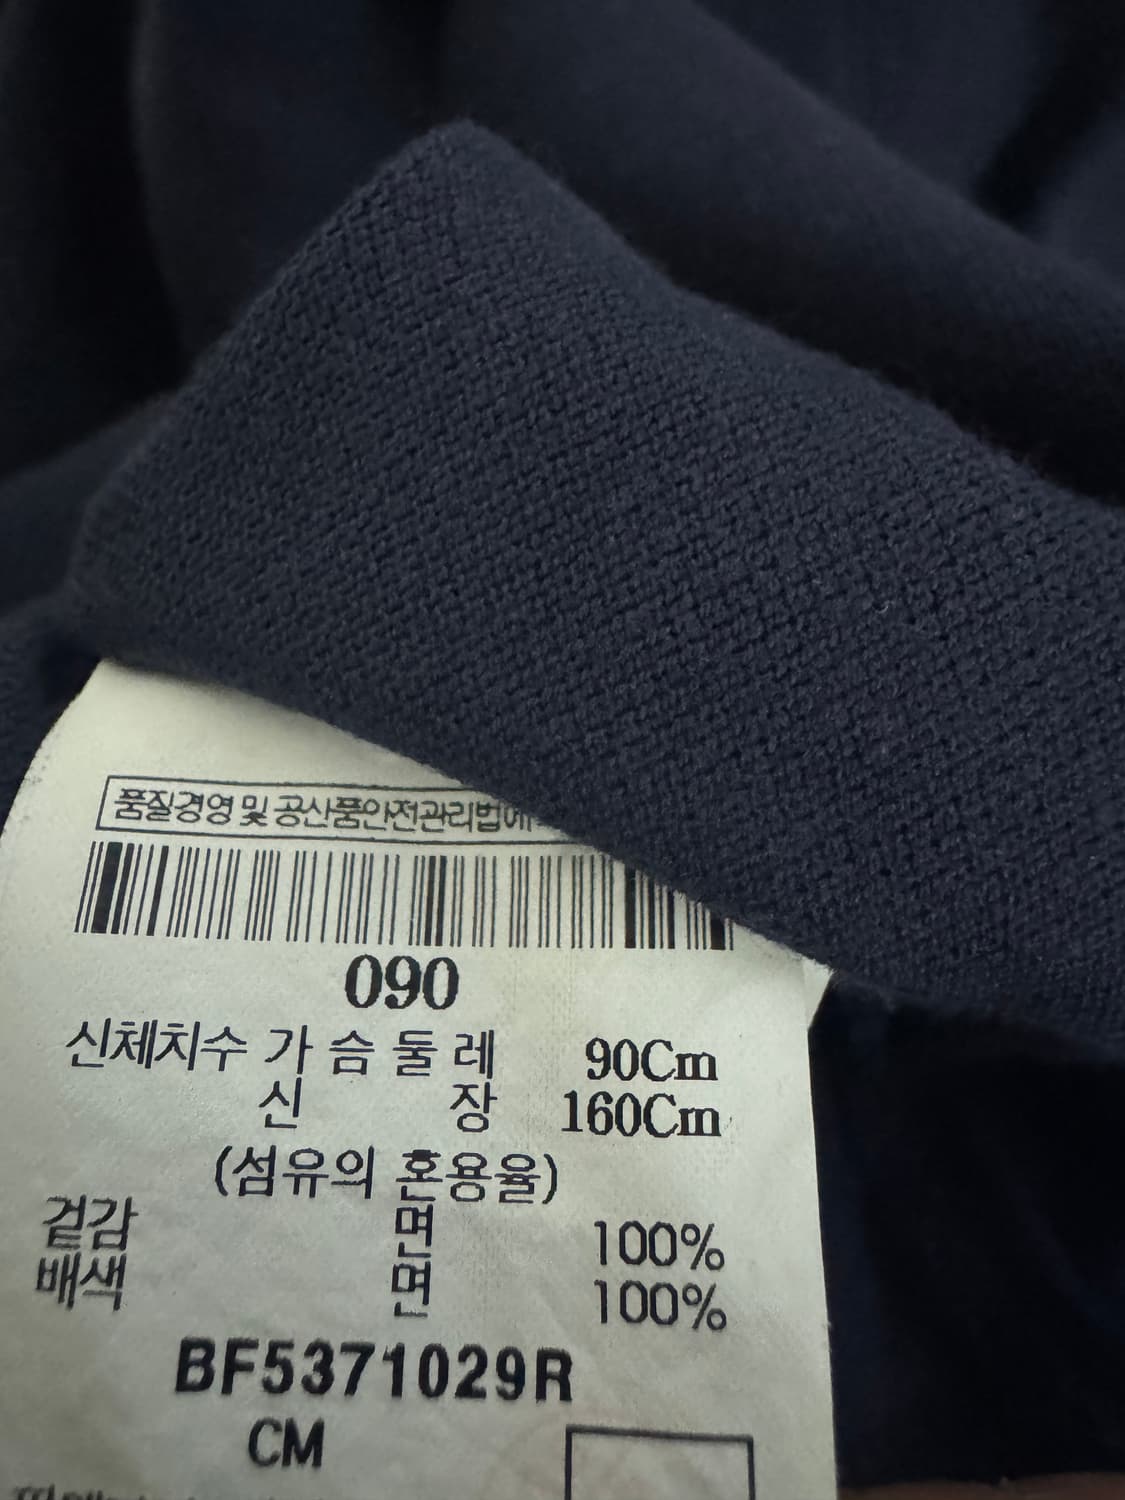 품질경영 및 공산품안전관리법에
090
신체치수 가 슴 둘 레 90Cm
신 장 160Cm
(섬유의 혼용율)
겉감 면 100%
배색 면 100%
BF5371029R
CM